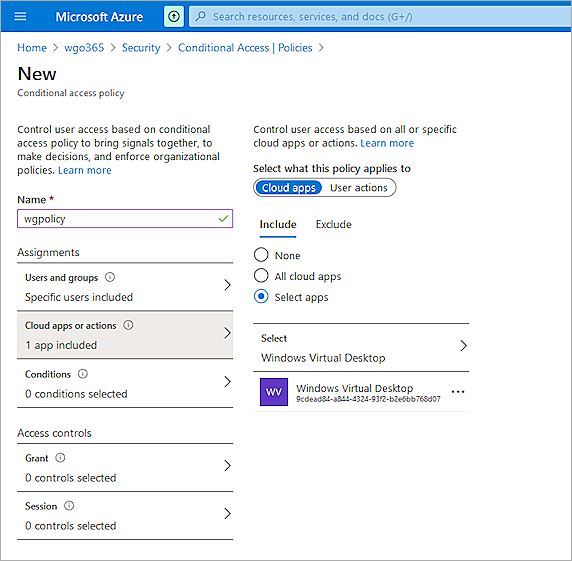 Microsoft Azure
Search resources, services, and docs (G+/)
Home > wgo365 > Security > Conditional Access | Policies >
New
Conditional access policy
Control user access based on conditional
access policy to bring signals together, to
make decisions, and enforce organizational
policies. Learn more
Name *
wgpolicy
Assignments
Users and groups
Specific users included
Cloud apps or actions
1 app included
Conditions
0 conditions selected
Access controls
Grant
0 controls selected
Session
0 controls selected
Control user access based on all or specific
cloud apps or actions. Learn more
Select what this policy applies to
Cloud apps User actions
Include Exclude
None
All cloud apps
Select apps
Select
Windows Virtual Desktop
WV
Windows Virtual Desktop
9cdead84-a844-4324-93f2-b2e6bb768d07